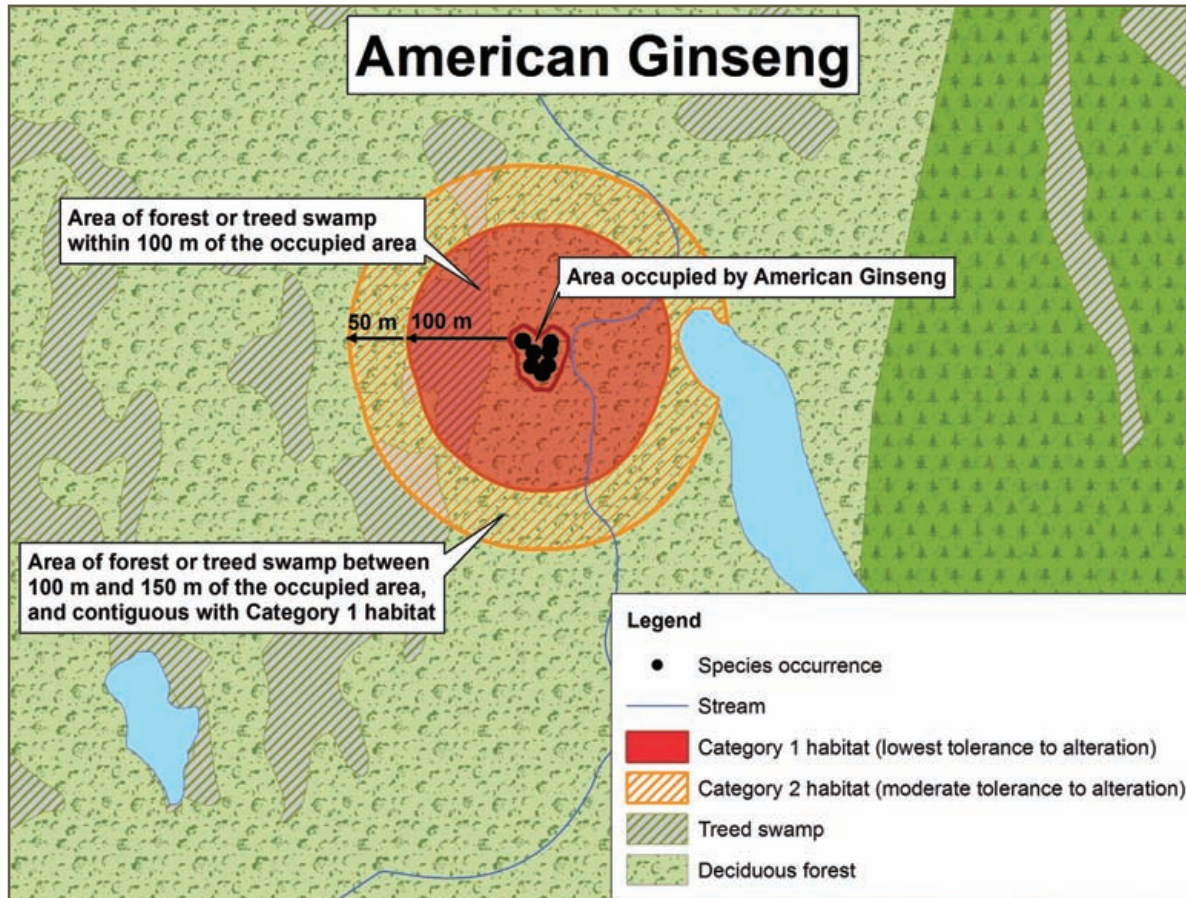 American Ginseng
Area of forest or treed swamp
within 100 m of the occupied area
Area occupied by American Ginseng
50 m
100 m
Area of forest or treed swamp between
100 m and 150 m of the occupied area,
and contiguous with Category 1 habitat
Legend
Species occurrence
Stream
Category 1 habitat (lowest tolerance to alteration)
Category 2 habitat (moderate tolerance to alteration)
Treed swamp
Deciduous forest